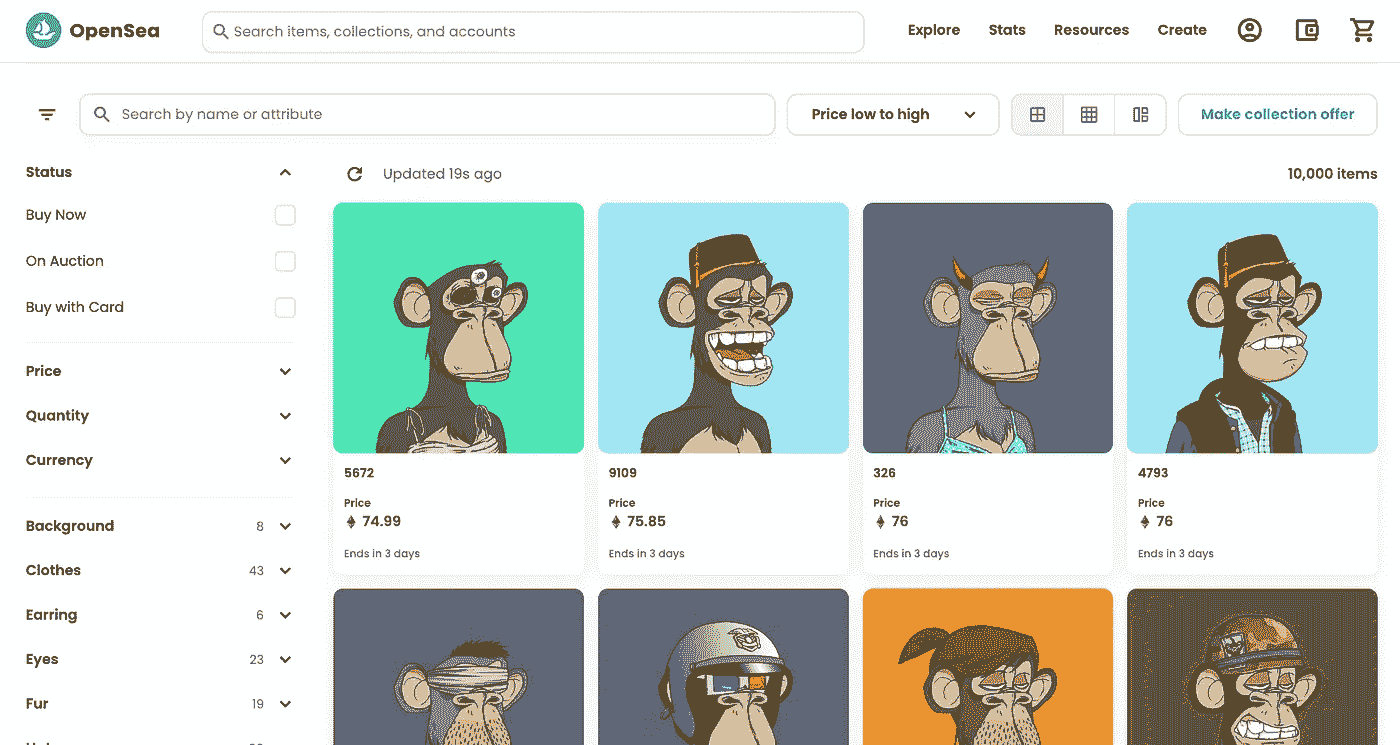 OpenSea
Search items, collections, and accounts
Explore
Stats
Resources
Create
Search by name or attribute
Price low to high
Make collection offer
Status
Updated 19s ago
10,000 items
Buy Now
On Auction
Buy with Card
Price
Quantity
Currency
Background 8
Clothes 43
Earring 6
Eyes 23
Fur 19
5672
Price
74.99
Ends in 3 days
9109
Price
75.85
Ends in 3 days
326
Price
76
Ends in 3 days
4793
Price
76
Ends in 3 days